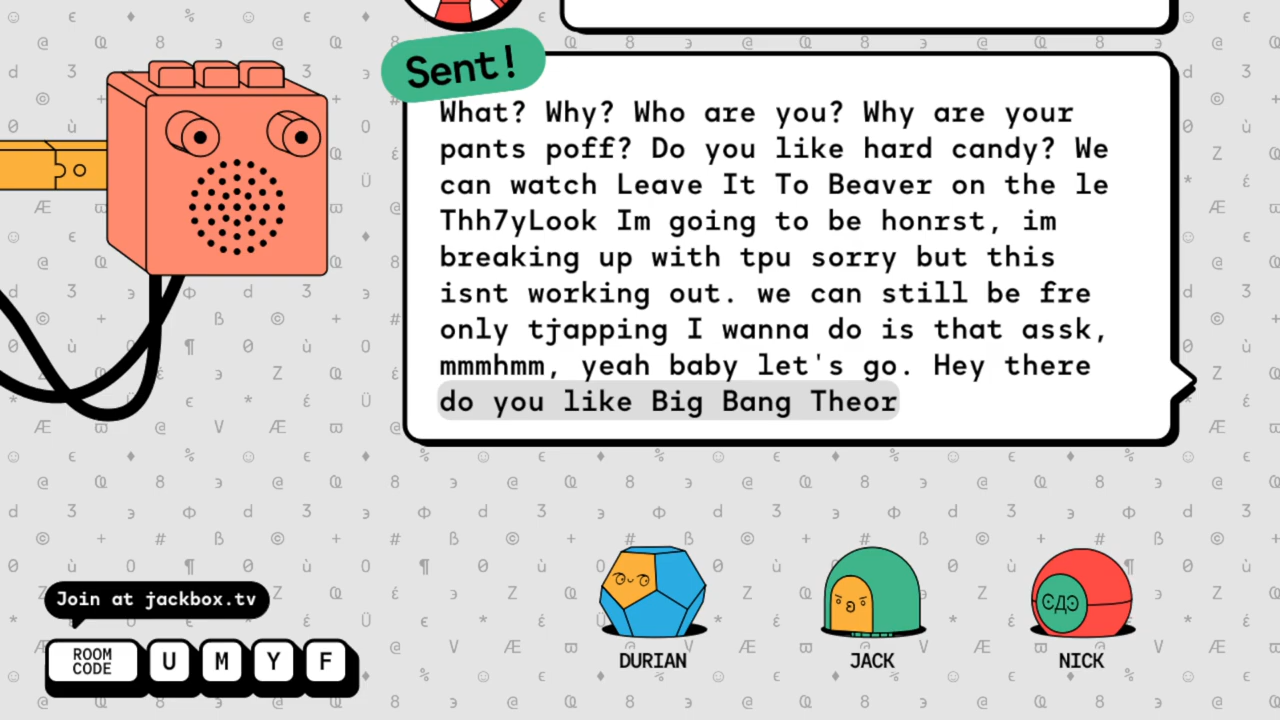 Sent!
What? Why? Who are you? Why are your
pants poff? Do you like hard candy? We
can watch Leave It To Beaver on the le
Thh7yLook Im going to be honrst, im
breaking up with tpu sorry but this
isnt working out. we can still be fre
only tjapping I wanna do is that assk,
mmmhmm, yeah baby let's go. Hey there
do you like Big Bang Theor
Join at jackbox.tv
ROOM
CODE
U M Y F
DURIAN
JACK
NICK